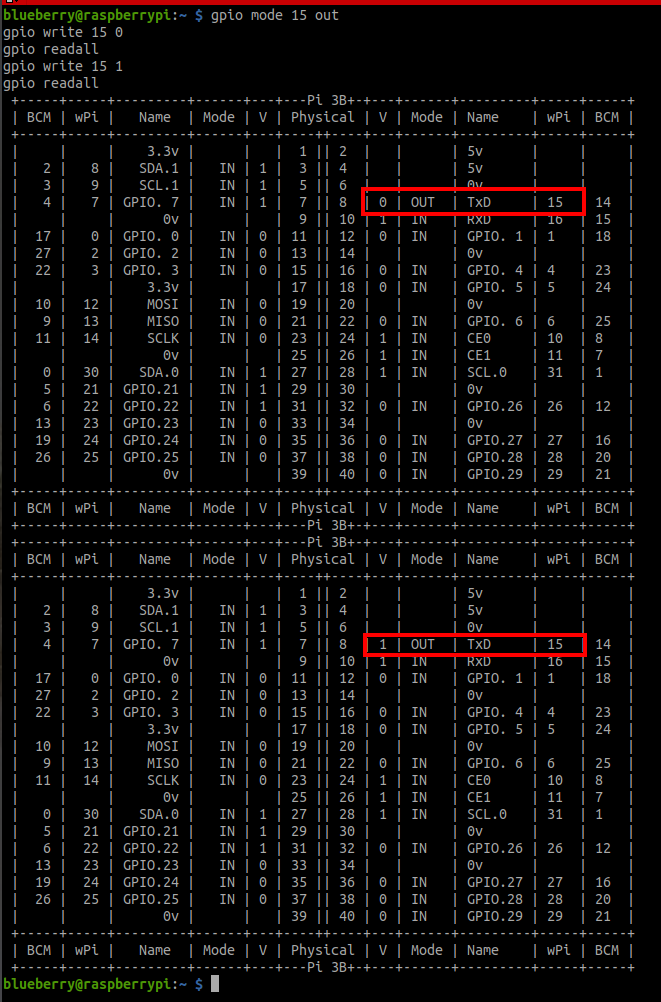 blueberry@raspberrypi:~ $ gpio mode 15 out
gpio write 15 0
gpio readall
gpio write 15 1
gpio readall
 +-----+-----+---------+------+---+---Pi 3B+-+---+------+---------+-----+-----+
 | BCM | wPi |   Name  | Mode | V | Physical | V | Mode | Name    | wPi | BCM |
 +-----+-----+---------+------+---+----++----+---+------+---------+-----+-----+
 |     |     |    3.3v |      |   |  1 || 2  |   |      | 5v      |     |     |
 |   2 |   8 |   SDA.1 |   IN | 1 |  3 || 4  |   |      | 5v      |     |     |
 |   3 |   9 |   SCL.1 |   IN | 1 |  5 || 6  |   |      | 0v      |     |     |
 |   4 |   7 | GPIO. 7 |   IN | 1 |  7 || 8  | 0 | OUT  | TxD     | 15  | 14  |
 |     |     |      0v |      |   |  9 || 10 | 1 | IN   | RxD     | 16  | 15  |
 |  17 |   0 | GPIO. 0 |   IN | 0 | 11 || 12 | 0 | IN   | GPIO. 1 | 1   | 18  |
 |  27 |   2 | GPIO. 2 |   IN | 0 | 13 || 14 |   |      | 0v      |     |     |
 |  22 |   3 | GPIO. 3 |   IN | 0 | 15 || 16 | 0 | IN   | GPIO. 4 | 4   | 23  |
 |     |     |    3.3v |      |   | 17 || 18 | 0 | IN   | GPIO. 5 | 5   | 24  |
 |  10 |  12 |    MOSI |   IN | 0 | 19 || 20 |   |      | 0v      |     |     |
 |   9 |  13 |    MISO |   IN | 0 | 21 || 22 | 0 | IN   | GPIO. 6 | 6   | 25  |
 |  11 |  14 |    SCLK |   IN | 0 | 23 || 24 | 1 | IN   | CE0     | 10  | 8   |
 |     |     |      0v |      |   | 25 || 26 | 1 | IN   | CE1     | 11  | 7   |
 |   0 |  30 |   SDA.0 |   IN | 1 | 27 || 28 | 1 | IN   | SCL.0   | 31  | 1   |
 |   5 |  21 | GPIO.21 |   IN | 1 | 29 || 30 |   |      | 0v      |     |     |
 |   6 |  22 | GPIO.22 |   IN | 1 | 31 || 32 | 0 | IN   | GPIO.26 | 26  | 12  |
 |  13 |  23 | GPIO.23 |   IN | 0 | 33 || 34 |   |      | 0v      |     |     |
 |  19 |  24 | GPIO.24 |   IN | 0 | 35 || 36 | 0 | IN   | GPIO.27 | 27  | 16  |
 |  26 |  25 | GPIO.25 |   IN | 0 | 37 || 38 | 0 | IN   | GPIO.28 | 28  | 20  |
 |     |     |      0v |      |   | 39 || 40 | 0 | IN   | GPIO.29 | 29  | 21  |
 +-----+-----+---------+------+---+----++----+---+------+---------+-----+-----+
 | BCM | wPi |   Name  | Mode | V | Physical | V | Mode | Name    | wPi | BCM |
 +-----+-----+---------+------+---+---Pi 3B+-+---+------+---------+-----+-----+
 +-----+-----+---------+------+---+---Pi 3B+-+---+------+---------+-----+-----+
 | BCM | wPi |   Name  | Mode | V | Physical | V | Mode | Name    | wPi | BCM |
 +-----+-----+---------+------+---+----++----+---+------+---------+-----+-----+
 |     |     |    3.3v |      |   |  1 || 2  |   |      | 5v      |     |     |
 |   2 |   8 |   SDA.1 |   IN | 1 |  3 || 4  |   |      | 5v      |     |     |
 |   3 |   9 |   SCL.1 |   IN | 1 |  5 || 6  |   |      | 0v      |     |     |
 |   4 |   7 | GPIO. 7 |   IN | 1 |  7 || 8  | 1 | OUT  | TxD     | 15  | 14  |
 |     |     |      0v |      |   |  9 || 10 | 1 | IN   | RxD     | 16  | 15  |
 |  17 |   0 | GPIO. 0 |   IN | 0 | 11 || 12 | 0 | IN   | GPIO. 1 | 1   | 18  |
 |  27 |   2 | GPIO. 2 |   IN | 0 | 13 || 14 |   |      | 0v      |     |     |
 |  22 |   3 | GPIO. 3 |   IN | 0 | 15 || 16 | 0 | IN   | GPIO. 4 | 4   | 23  |
 |     |     |    3.3v |      |   | 17 || 18 | 0 | IN   | GPIO. 5 | 5   | 24  |
 |  10 |  12 |    MOSI |   IN | 0 | 19 || 20 |   |      | 0v      |     |     |
 |   9 |  13 |    MISO |   IN | 0 | 21 || 22 | 0 | IN   | GPIO. 6 | 6   | 25  |
 |  11 |  14 |    SCLK |   IN | 0 | 23 || 24 | 1 | IN   | CE0     | 10  | 8   |
 |     |     |      0v |      |   | 25 || 26 | 1 | IN   | CE1     | 11  | 7   |
 |   0 |  30 |   SDA.0 |   IN | 1 | 27 || 28 | 1 | IN   | SCL.0   | 31  | 1   |
 |   5 |  21 | GPIO.21 |   IN | 1 | 29 || 30 |   |      | 0v      |     |     |
 |   6 |  22 | GPIO.22 |   IN | 1 | 31 || 32 | 0 | IN   | GPIO.26 | 26  | 12  |
 |  13 |  23 | GPIO.23 |   IN | 0 | 33 || 34 |   |      | 0v      |     |     |
 |  19 |  24 | GPIO.24 |   IN | 0 | 35 || 36 | 0 | IN   | GPIO.27 | 27  | 16  |
 |  26 |  25 | GPIO.25 |   IN | 0 | 37 || 38 | 0 | IN   | GPIO.28 | 28  | 20  |
 |     |     |      0v |      |   | 39 || 40 | 0 | IN   | GPIO.29 | 29  | 21  |
 +-----+-----+---------+------+---+----++----+---+------+---------+-----+-----+
 | BCM | wPi |   Name  | Mode | V | Physical | V | Mode | Name    | wPi | BCM |
 +-----+-----+---------+------+---+---Pi 3B+-+---+------+---------+-----+-----+
blueberry@raspberrypi:~ $